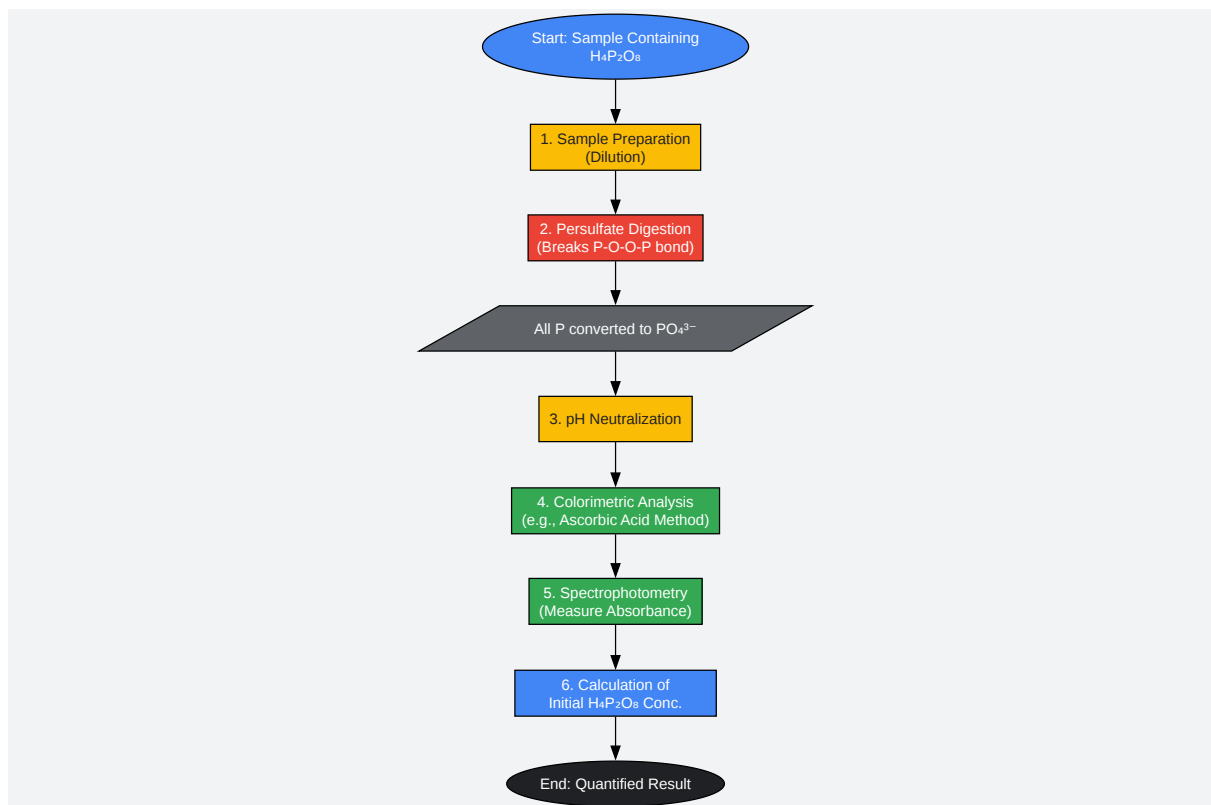 Start: Sample Containing
H₄P₂O₈
1. Sample Preparation
(Dilution)
2. Persulfate Digestion
(Breaks P-O-O-P bond)
All P converted to PO₄³⁻
3. pH Neutralization
4. Colorimetric Analysis
(e.g., Ascorbic Acid Method)
5. Spectrophotometry
(Measure Absorbance)
6. Calculation of
Initial H₄P₂O₈ Conc.
End: Quantified Result